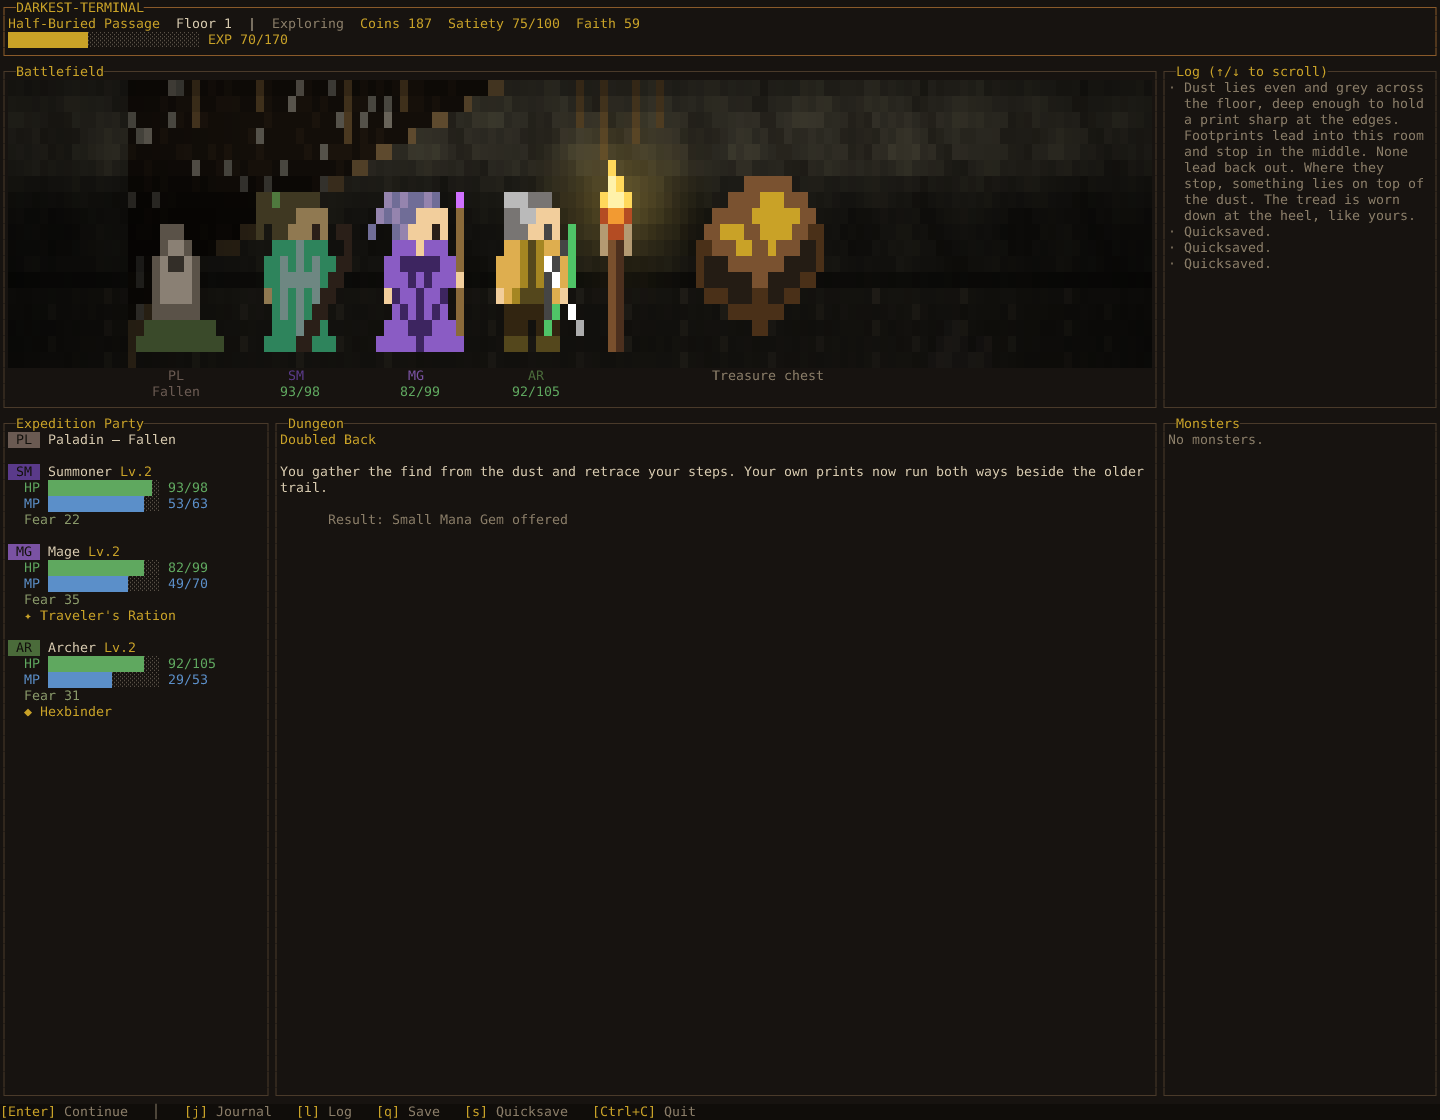 DARKEST-TERMINAL
Half-Buried Passage  Floor 1  |  Exploring  Coins 187  Satiety 75/100  Faith 59
EXP 70/170
Battlefield
PL
Fallen
SM
93/98
MG
82/99
AR
92/105
Treasure chest
Log (↑/↓ to scroll)
· Dust lies even and grey across
the floor, deep enough to hold
a print sharp at the edges.
Footprints lead into this room
and stop in the middle. None
lead back out. Where they
stop, something lies on top of
the dust. The tread is worn
down at the heel, like yours.
· Quicksaved.
· Quicksaved.
· Quicksaved.
Expedition Party
PL Paladin — Fallen
SM Summoner Lv.2
HP 93/98
MP 53/63
Fear 22
MG Mage Lv.2
HP 82/99
MP 49/70
Fear 35
✦ Traveler's Ration
AR Archer Lv.2
HP 92/105
MP 29/53
Fear 31
◆ Hexbinder
Dungeon
Doubled Back
You gather the find from the dust and retrace your steps. Your own prints now run both ways beside the older
trail.
Result: Small Mana Gem offered
Monsters
No monsters.
[Enter] Continue  │  [j] Journal  [l] Log  [q] Save  [s] Quicksave  [Ctrl+C] Quit